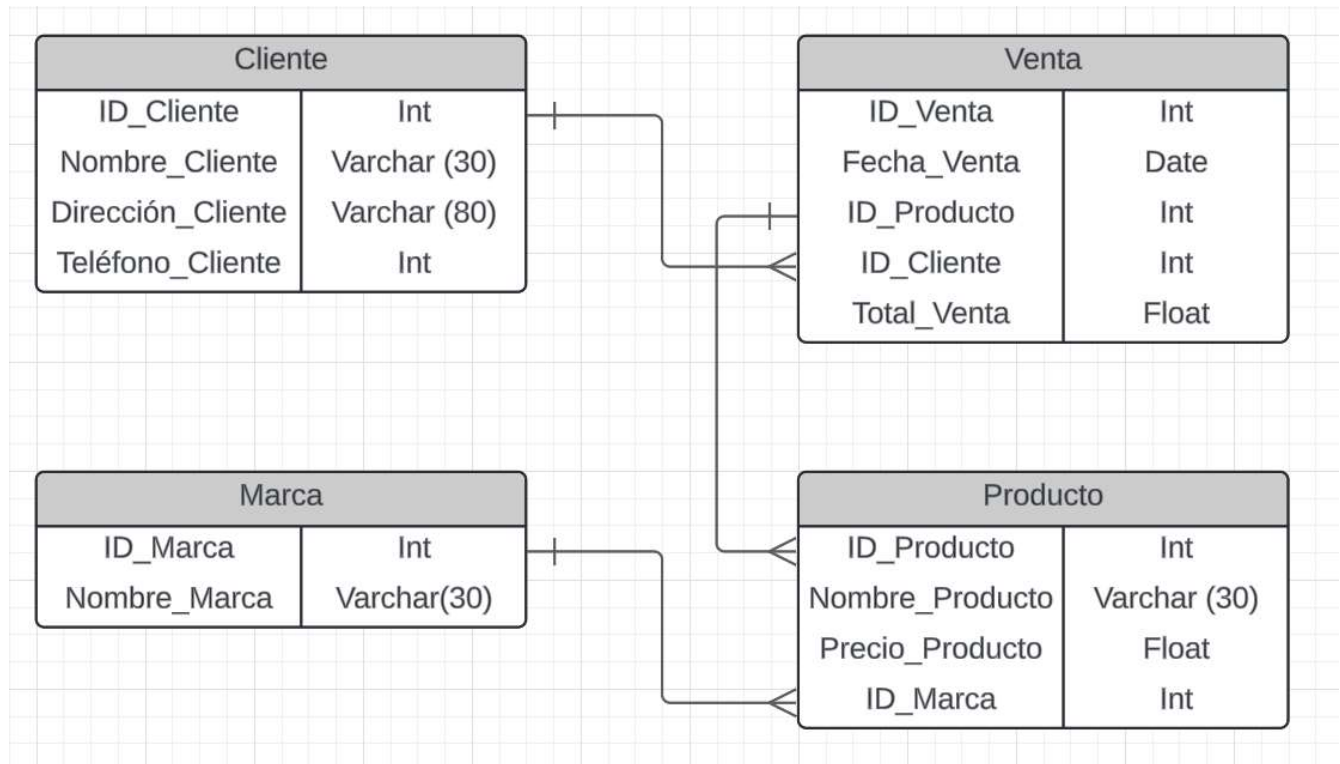 Cliente
ID_Cliente Int
Nombre_Cliente Varchar (30)
Dirección_Cliente Varchar (80)
Teléfono_Cliente Int
Venta
ID_Venta Int
Fecha_Venta Date
ID_Producto Int
ID_Cliente Int
Total_Venta Float
Marca
ID_Marca Int
Nombre_Marca Varchar(30)
Producto
ID_Producto Int
Nombre_Producto Varchar (30)
Precio_Producto Float
ID_Marca Int